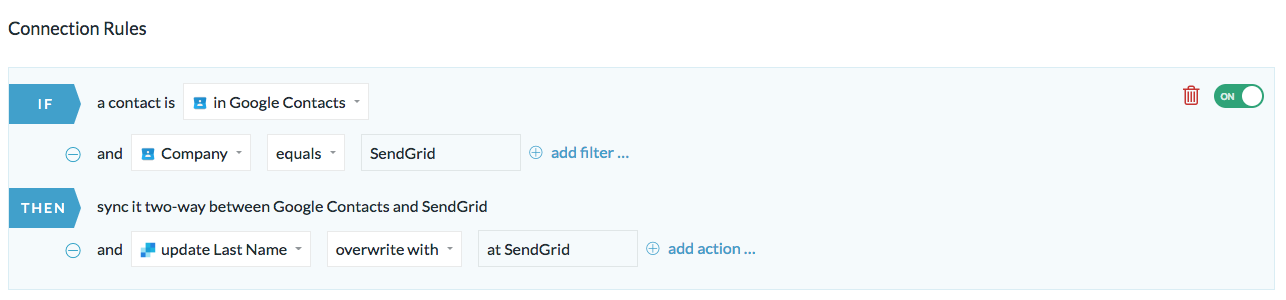 Connection Rules
IF a contact is in Google Contacts ON
and Company equals SendGrid add filter ...
THEN sync it two-way between Google Contacts and SendGrid
and update Last Name overwrite with at SendGrid add action ...